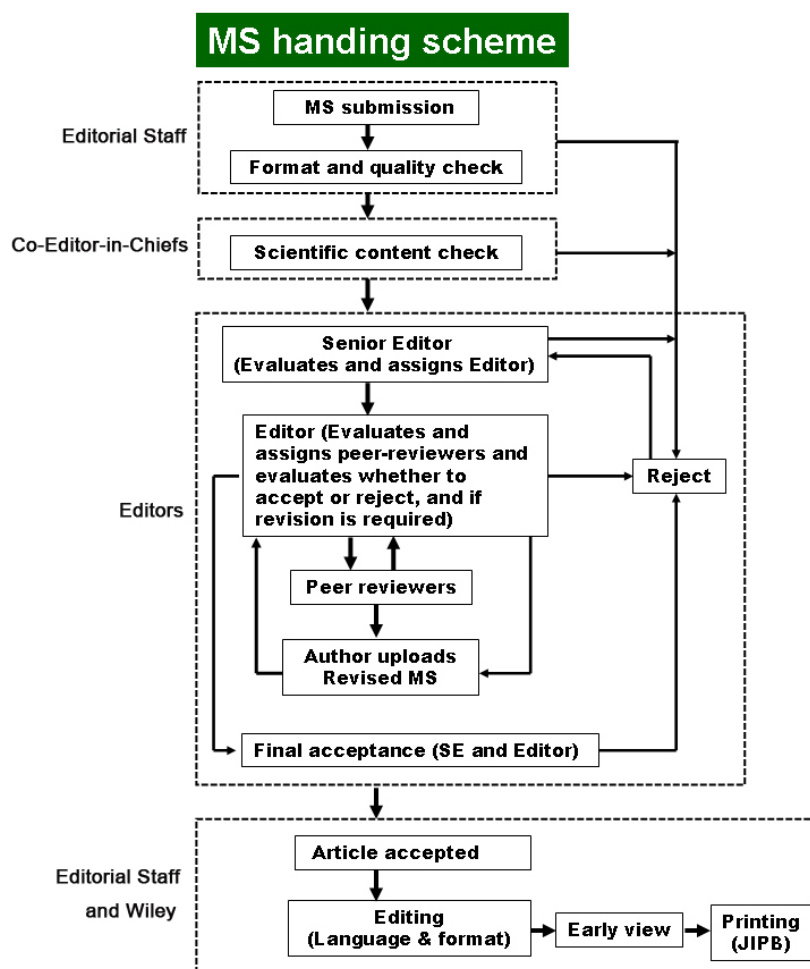 MS handing scheme
Editorial Staff
MS submission
Format and quality check
Co-Editor-in-Chiefs
Scientific content check
Editors
Senior Editor
(Evaluates and assigns Editor)
Editor (Evaluates and
assigns peer-reviewers and
evaluates whether to
accept or reject, and if
revision is required)
Reject
Peer reviewers
Author uploads
Revised MS
Final acceptance (SE and Editor)
Editorial Staff
and Wiley
Article accepted
Editing
(Language & format)
Early view
Printing
(JIPB)